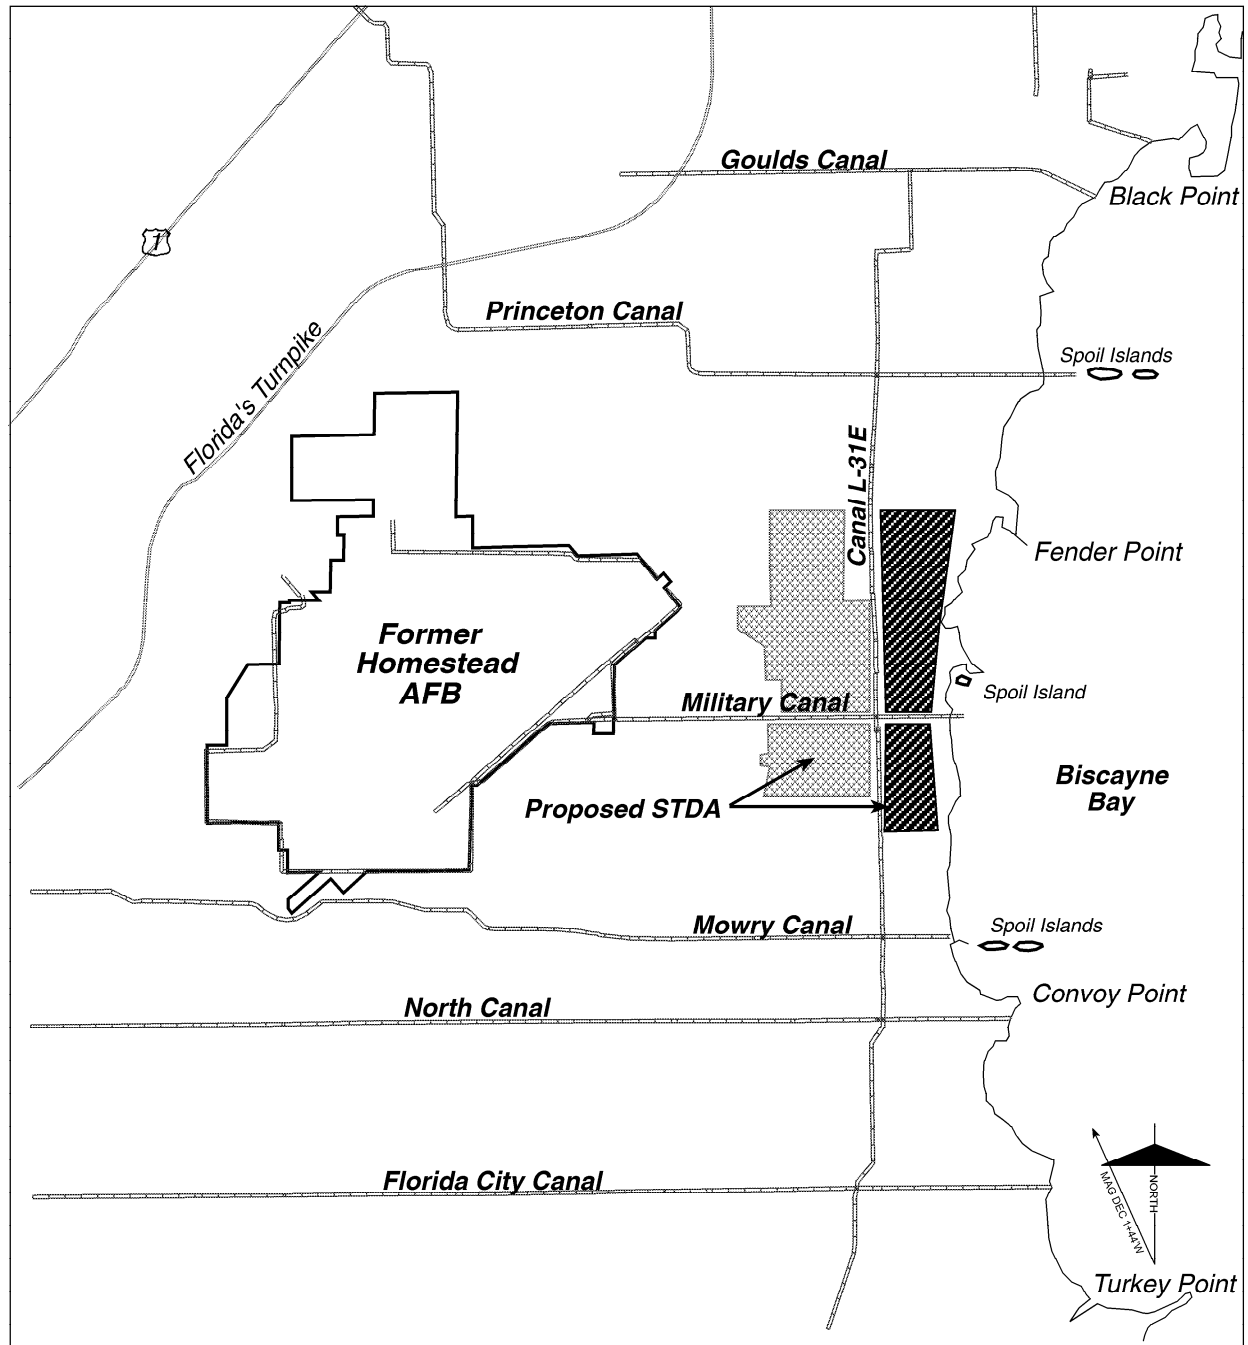 Goulds Canal
Black Point
1
Princeton Canal
Florida's Turnpike
Spoil Islands
Canal L-31E
Fender Point
Former
Homestead
AFB
Military Canal
Spoil Island
Biscayne
Bay
Proposed STDA
Mowry Canal
Spoil Islands
Convoy Point
North Canal
Florida City Canal
MAG DEC 1+44'W
NORTH
Turkey Point